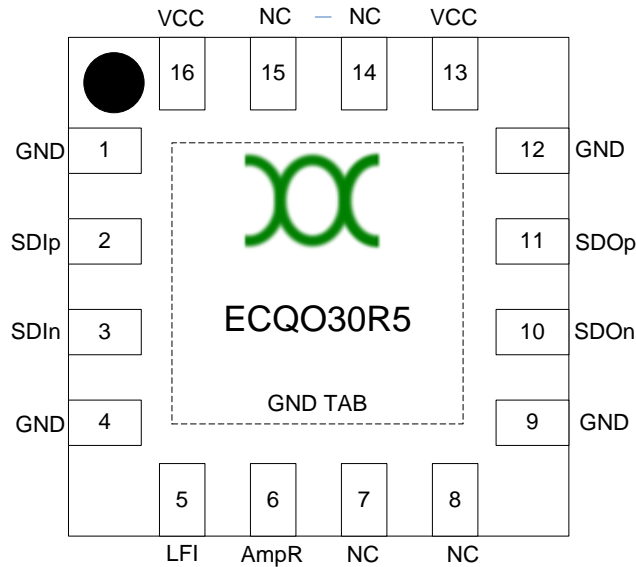 VCC NC NC VCC
16 15 14 13
GND 1 12 GND
SDIp 2 11 SDOp
SDIn 3 10 SDOn
ECQO30R5
GND TAB
GND 4 9 GND
5 6 7 8
LFI AmpR NC NC